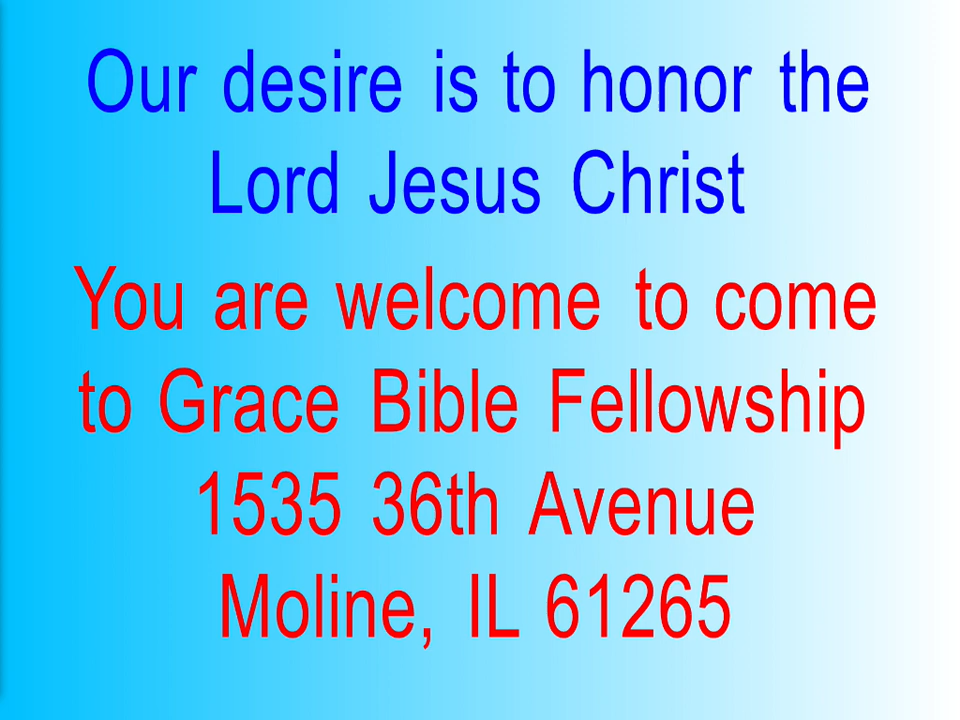 Our desire is to honor the
Lord Jesus Christ
You are welcome to come
to Grace Bible Fellowship
1535 36th Avenue
Moline, IL 61265